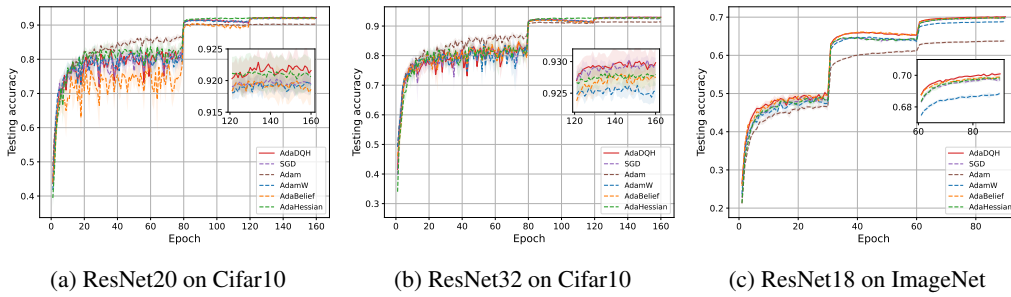 0.9
0.8
0.7
0.6
0.5
0.4
Testing accuracy
0 20 40 60 80 100 120 140 160
Epoch
0.925
0.920
0.915
120 130 140 150 160
AdaDQH
SGD
Adam
AdamW
AdaBelief
AdaHessian
(a) ResNet20 on Cifar10
0.9
0.8
0.7
0.6
0.5
0.4
0.3
Testing accuracy
0 20 40 60 80 100 120 140 160
Epoch
0.930
0.925
120 130 140 150 160
AdaDQH
SGD
Adam
AdamW
AdaBelief
AdaHessian
(b) ResNet32 on Cifar10
0.7
0.6
0.5
0.4
0.3
0.2
Testing accuracy
0 20 40 60 80
Epoch
0.70
0.68
60 70 80
AdaDQH
SGD
Adam
AdamW
AdaBelief
AdaHessian
(c) ResNet18 on ImageNet